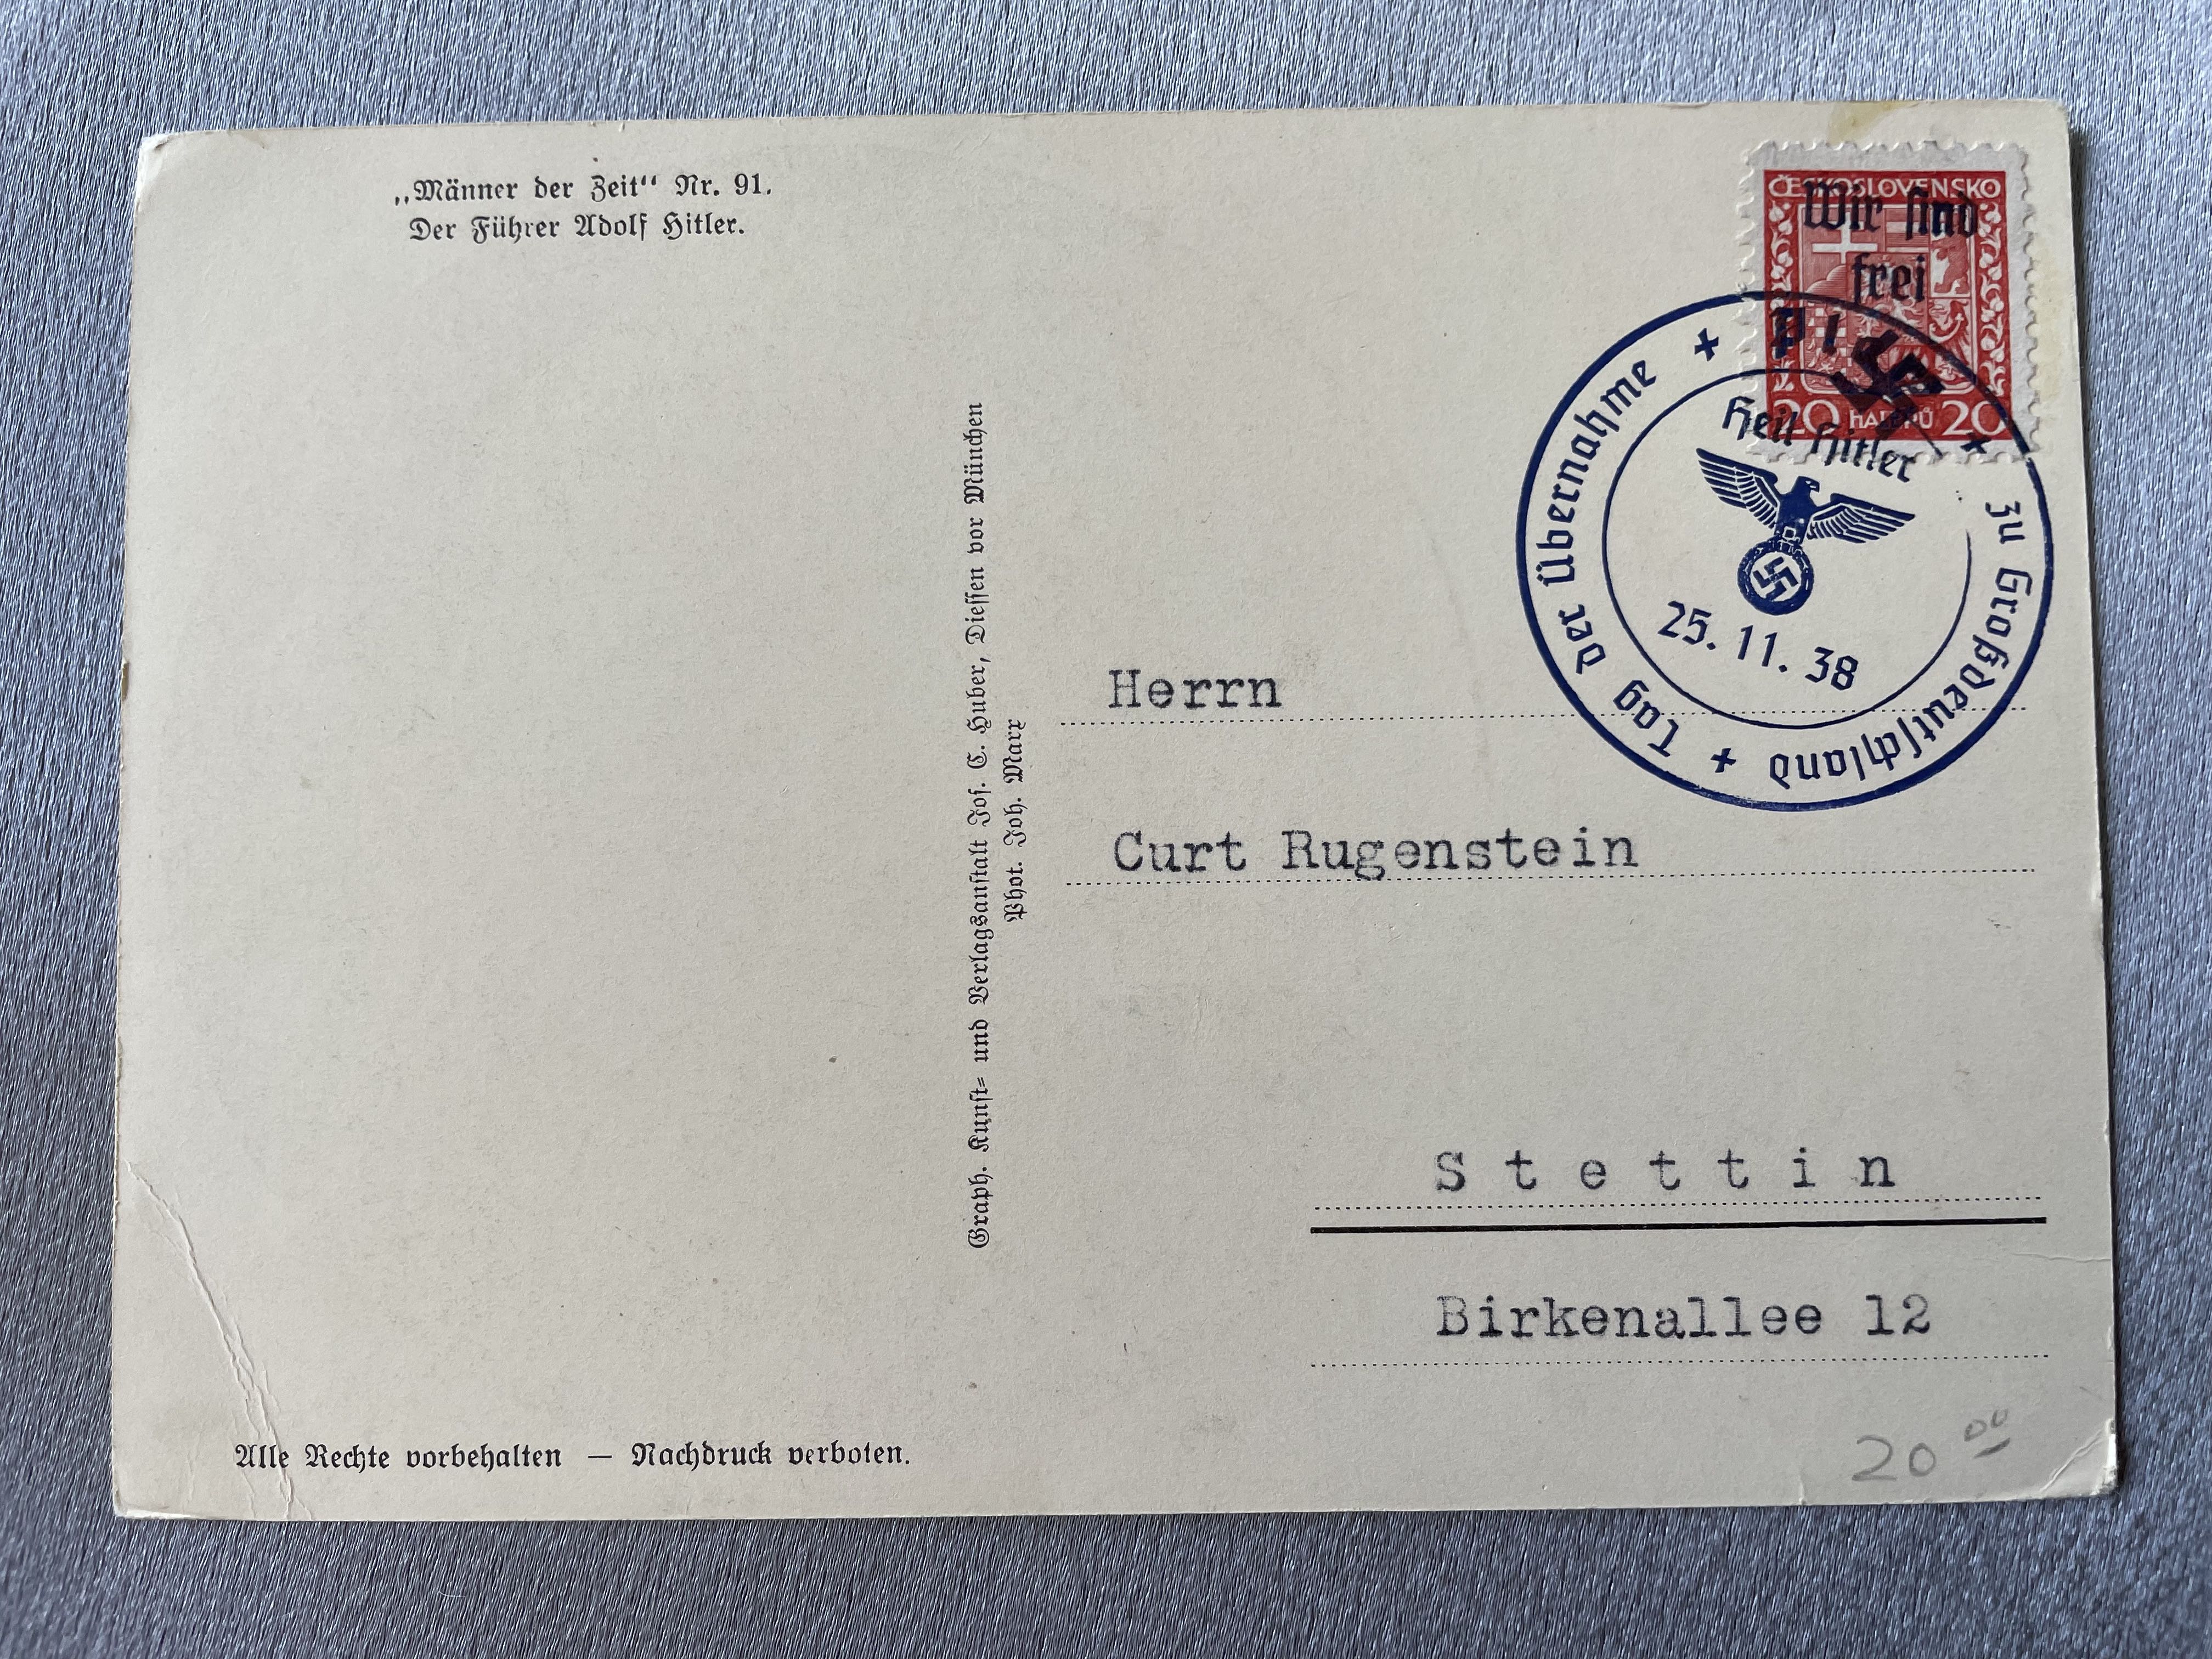 „Männer der Zeit“ Nr. 91.
Der Führer Adolf Hitler.
ČESKOSLOVENSKO
Wir sind
frei
20 HALÉŘŮ 20
Tag der Übernahme + + zu Großdeutschland +
Heil Hitler
25. 11. 38
Graph. Kunst- und Verlagsanstalt Jos. C. Huber, Diessen vor München
Phot. Joh. Marx
Herrn
Curt Rugenstein
Stettin
Birkenallee 12
Alle Rechte vorbehalten — Nachdruck verboten.
20 00